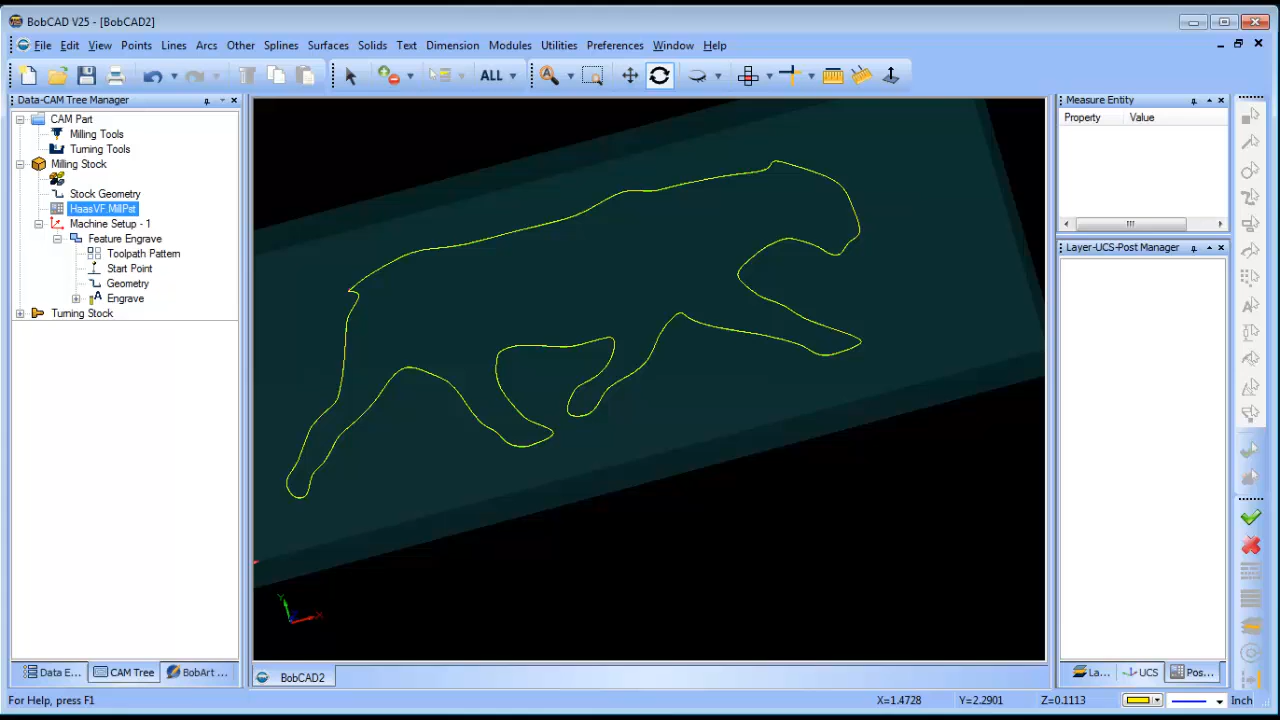 BobCAD V25 - [BobCAD2]
File Edit View Points Lines Arcs Other Splines Surfaces Solids Text Dimension Modules Utilities Preferences Window Help
ALL
Data-CAM Tree Manager
CAM Part
Milling Tools
Turning Tools
Milling Stock
Stock Geometry
HaasVF.MillPst
Machine Setup - 1
Feature Engrave
Toolpath Pattern
Start Point
Geometry
Engrave
Turning Stock
Measure Entity
Property Value
Layer-UCS-Post Manager
Y
X
Data E... CAM Tree BobArt ...
BobCAD2
La... UCS Pos...
For Help, press F1
X=1.4728 Y=2.2901 Z=0.1113 Inch